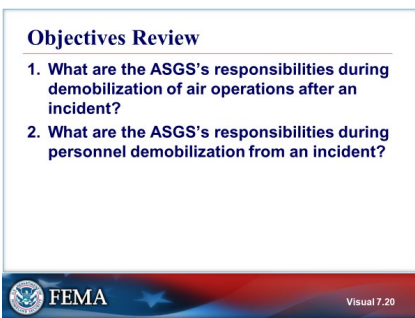 Objectives Review
1. What are the ASGS's responsibilities during
demobilization of air operations after an
incident?
2. What are the ASGS's responsibilities during
personnel demobilization from an incident?
FEMA
Visual 7.20